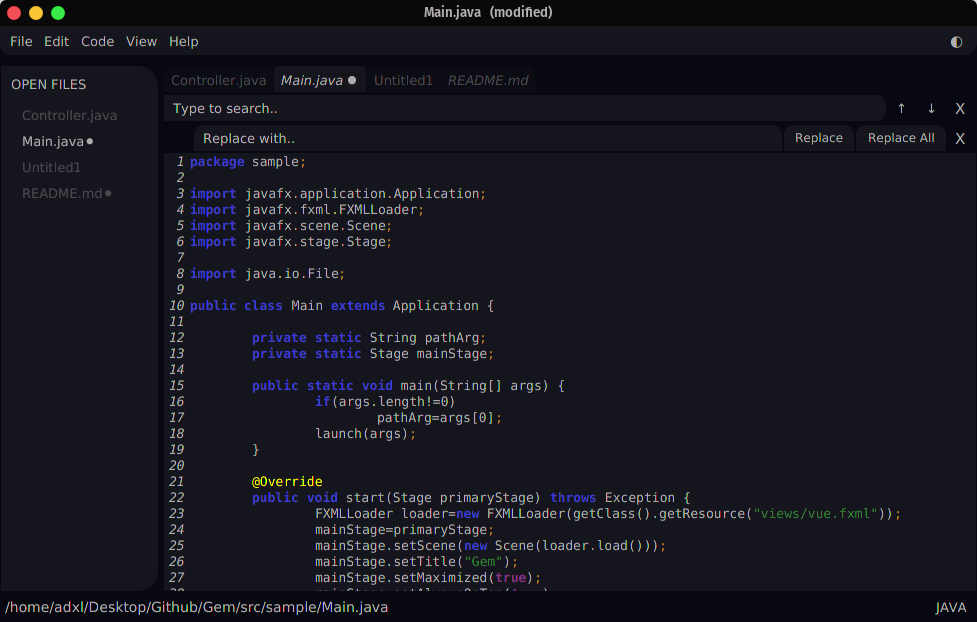 Main.java (modified)
File Edit Code View Help
OPEN FILES
Controller.java
Main.java
Untitled1
README.md
Controller.java Main.java Untitled1 README.md
Type to search.. ↑ ↓ X
Replace with.. Replace Replace All X
1 package sample;
2
3 import javafx.application.Application;
4 import javafx.fxml.FXMLLoader;
5 import javafx.scene.Scene;
6 import javafx.stage.Stage;
7
8 import java.io.File;
9
10 public class Main extends Application {
11
12 private static String pathArg;
13 private static Stage mainStage;
14
15 public static void main(String[] args) {
16 if(args.length!=0)
17 pathArg=args[0];
18 launch(args);
19 }
20
21 @Override
22 public void start(Stage primaryStage) throws Exception {
23 FXMLLoader loader=new FXMLLoader(getClass().getResource("views/vue.fxml"));
24 mainStage=primaryStage;
25 mainStage.setScene(new Scene(loader.load()));
26 mainStage.setTitle("Gem");
27 mainStage.setMaximized(true);
/home/adxl/Desktop/Github/Gem/src/sample/Main.java JAVA